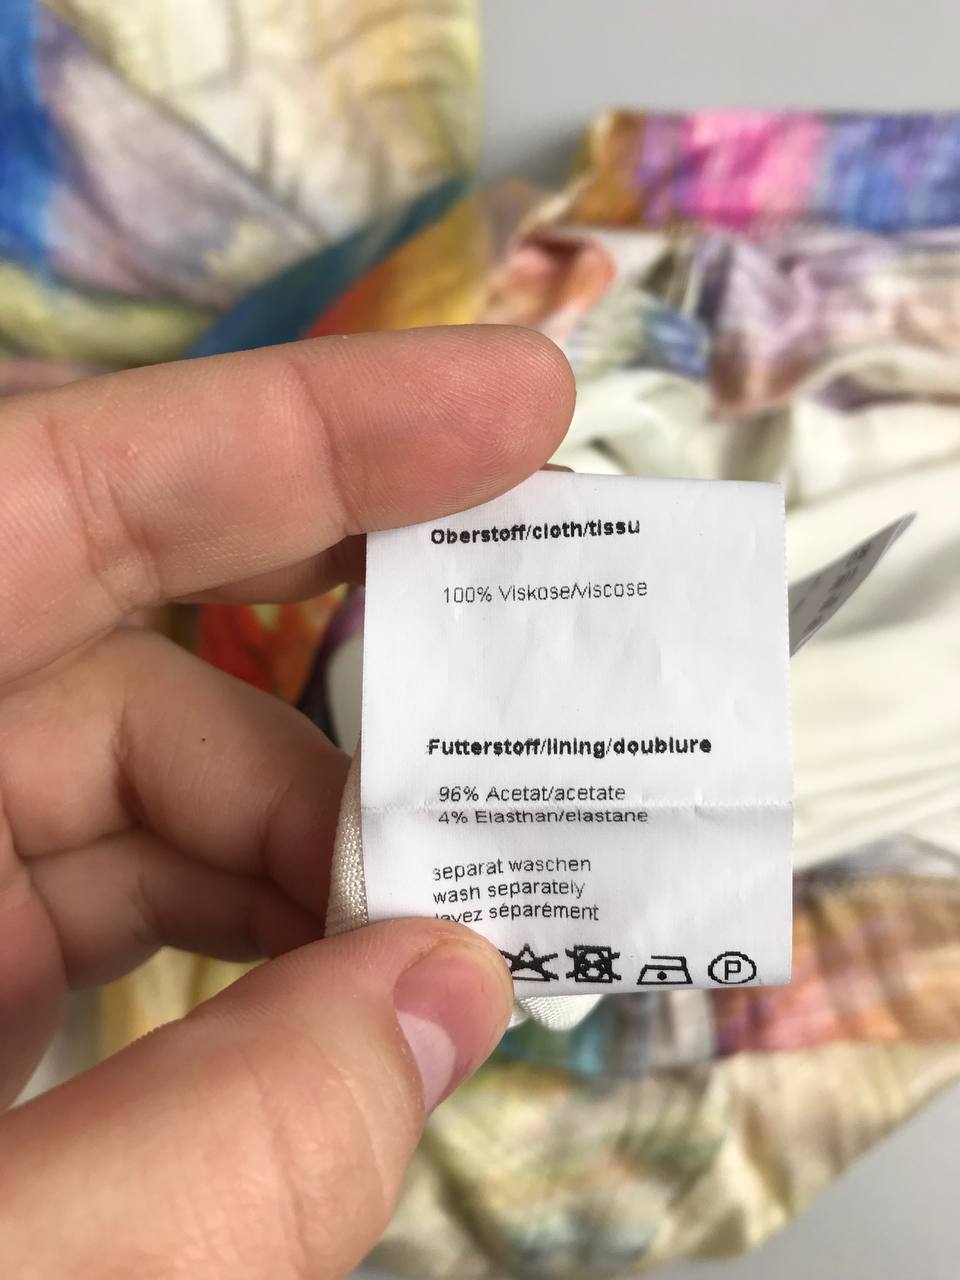 Oberstoff/cloth/tissu
100% Viskose/viscose
Futterstoff/lining/doublure
96% Acetat/acetate
4% Elasthan/elastane
separat waschen
wash separately
lavez séparément
P